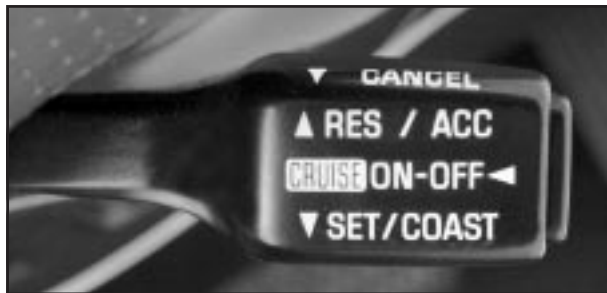 ▼ CANCEL
▲ RES / ACC
CRUISE ON-OFF ◄
▼ SET/COAST